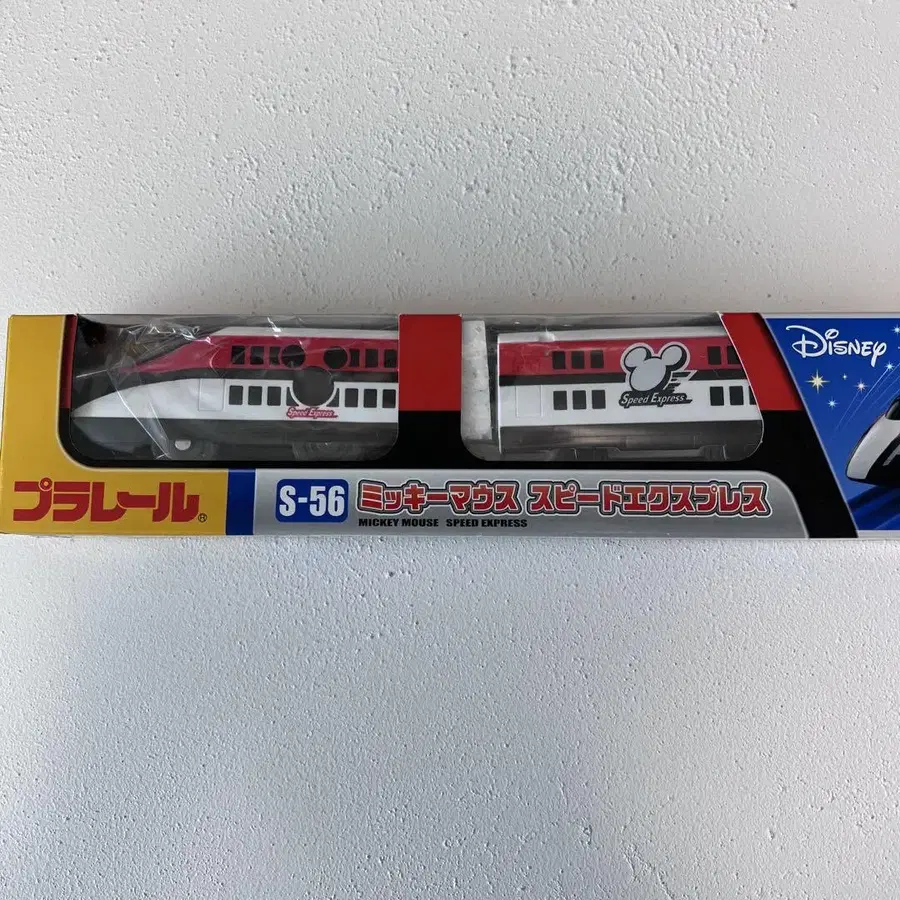 Disney
Speed Express
Speed Express
プラレール®
S-56
ミッキーマウス スピードエクスプレス
MICKEY MOUSE SPEED EXPRESS